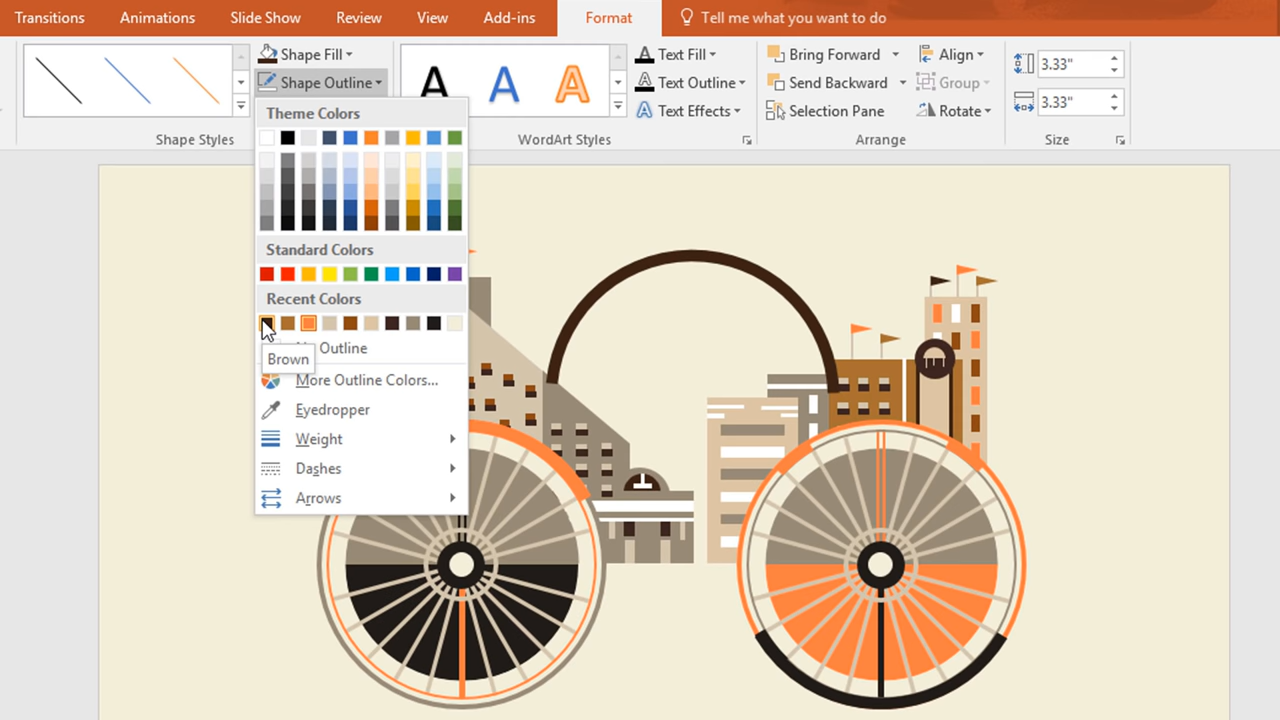 Transitions
Animations
Slide Show
Review
View
Add-ins
Format
Tell me what you want to do
Shape Fill
Shape Outline
A A A
A Text Fill
A Text Outline
A Text Effects
Bring Forward
Send Backward
Selection Pane
Align
Group
Rotate
3.33"
3.33"
Shape Styles
WordArt Styles
Arrange
Size
Theme Colors
Standard Colors
Recent Colors
Outline
Brown
More Outline Colors...
Eyedropper
Weight
Dashes
Arrows